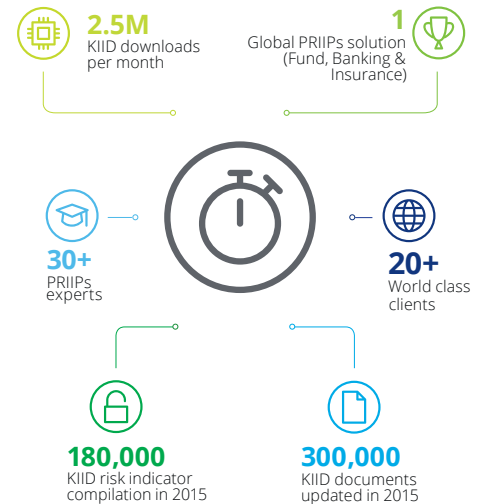 2.5M
KIID downloads
per month
1
Global PRIIPs solution
(Fund, Banking &
Insurance)
30+
PRIIPs
experts
20+
World class
clients
180,000
KIID risk indicator
compilation in 2015
300,000
KIID documents
updated in 2015